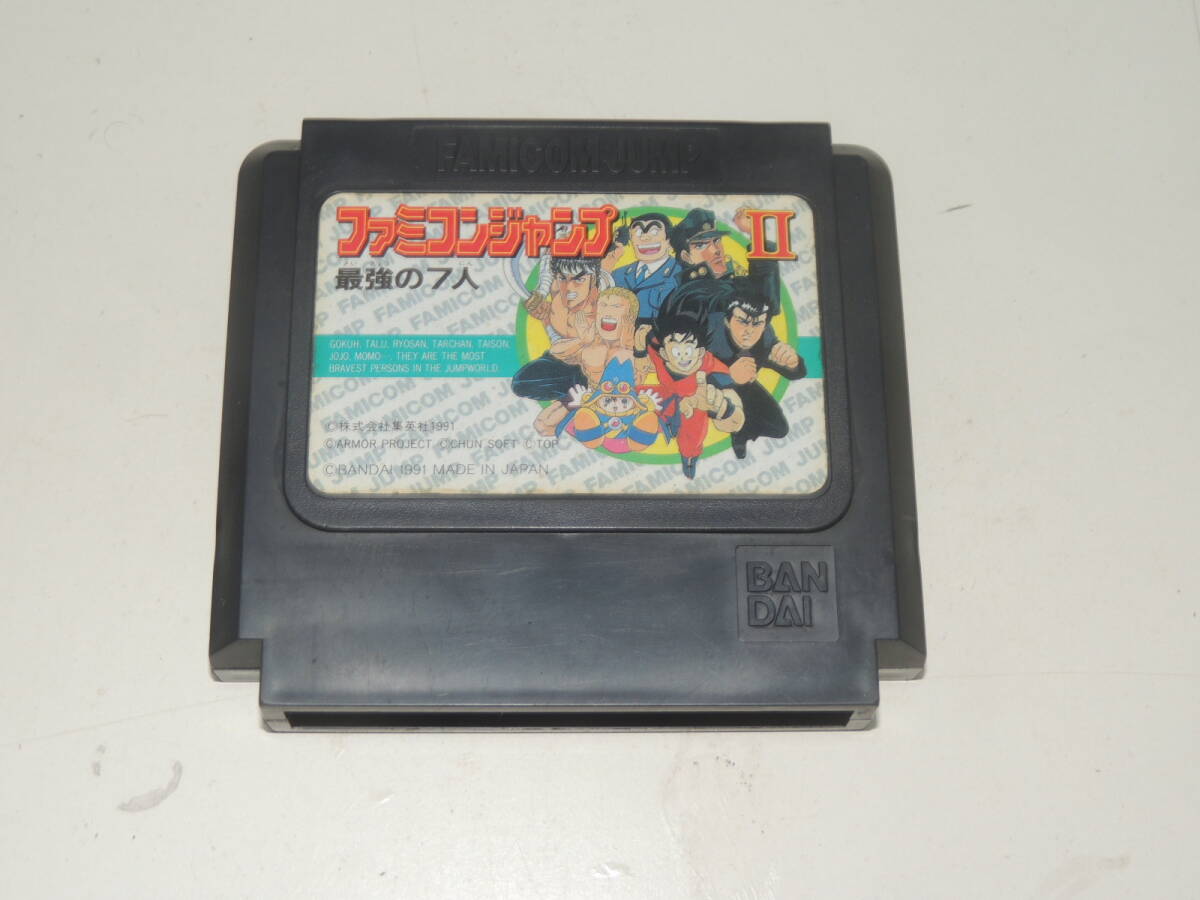 FAMICOM JUMP
ファミコンジャンプ II
最強の7人
GOKUH, TALU, RYOSAN, TARCHAN, TAISON,
JOJO, MOMO…, THEY ARE THE MOST
BRAVEST PERSONS IN THE JUMPWORLD.
©株式会社集英社1991
©ARMOR PROJECT ©CHUN SOFT ©TOP
©BANDAI 1991 MADE IN JAPAN
BAN
DAI